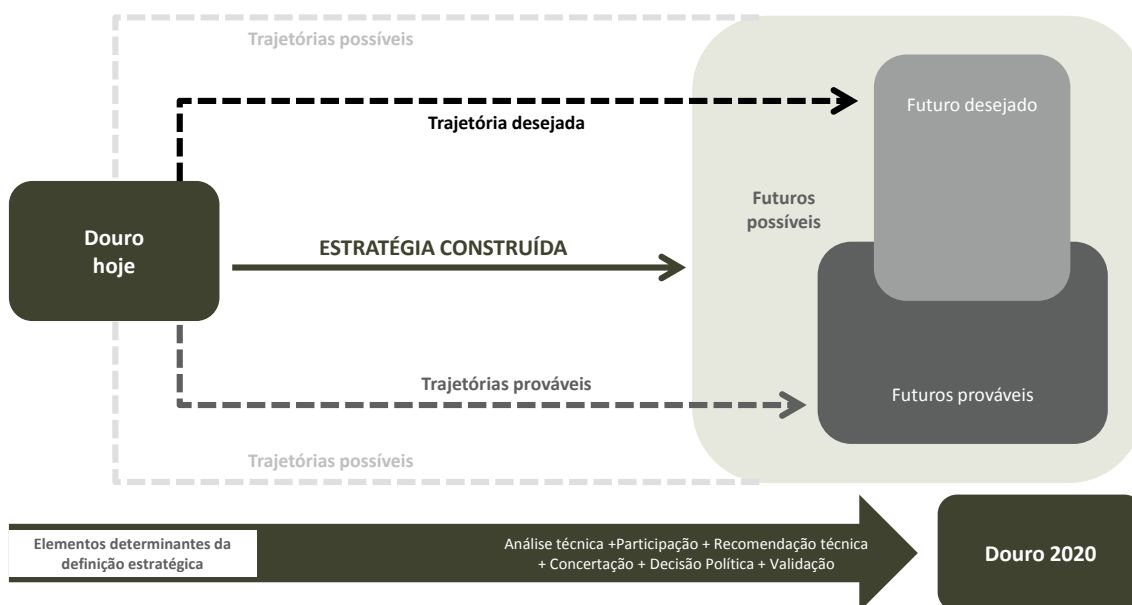 Trajetórias possíveis
Futuro desejado
Trajetória desejada
Futuros
possíveis
Douro
hoje
ESTRATÉGIA CONSTRUÍDA
Trajetórias prováveis
Futuros prováveis
Trajetórias possíveis
Elementos determinantes da
definição estratégica
Análise técnica +Participação + Recomendação técnica
+ Concertação + Decisão Política + Validação
Douro 2020